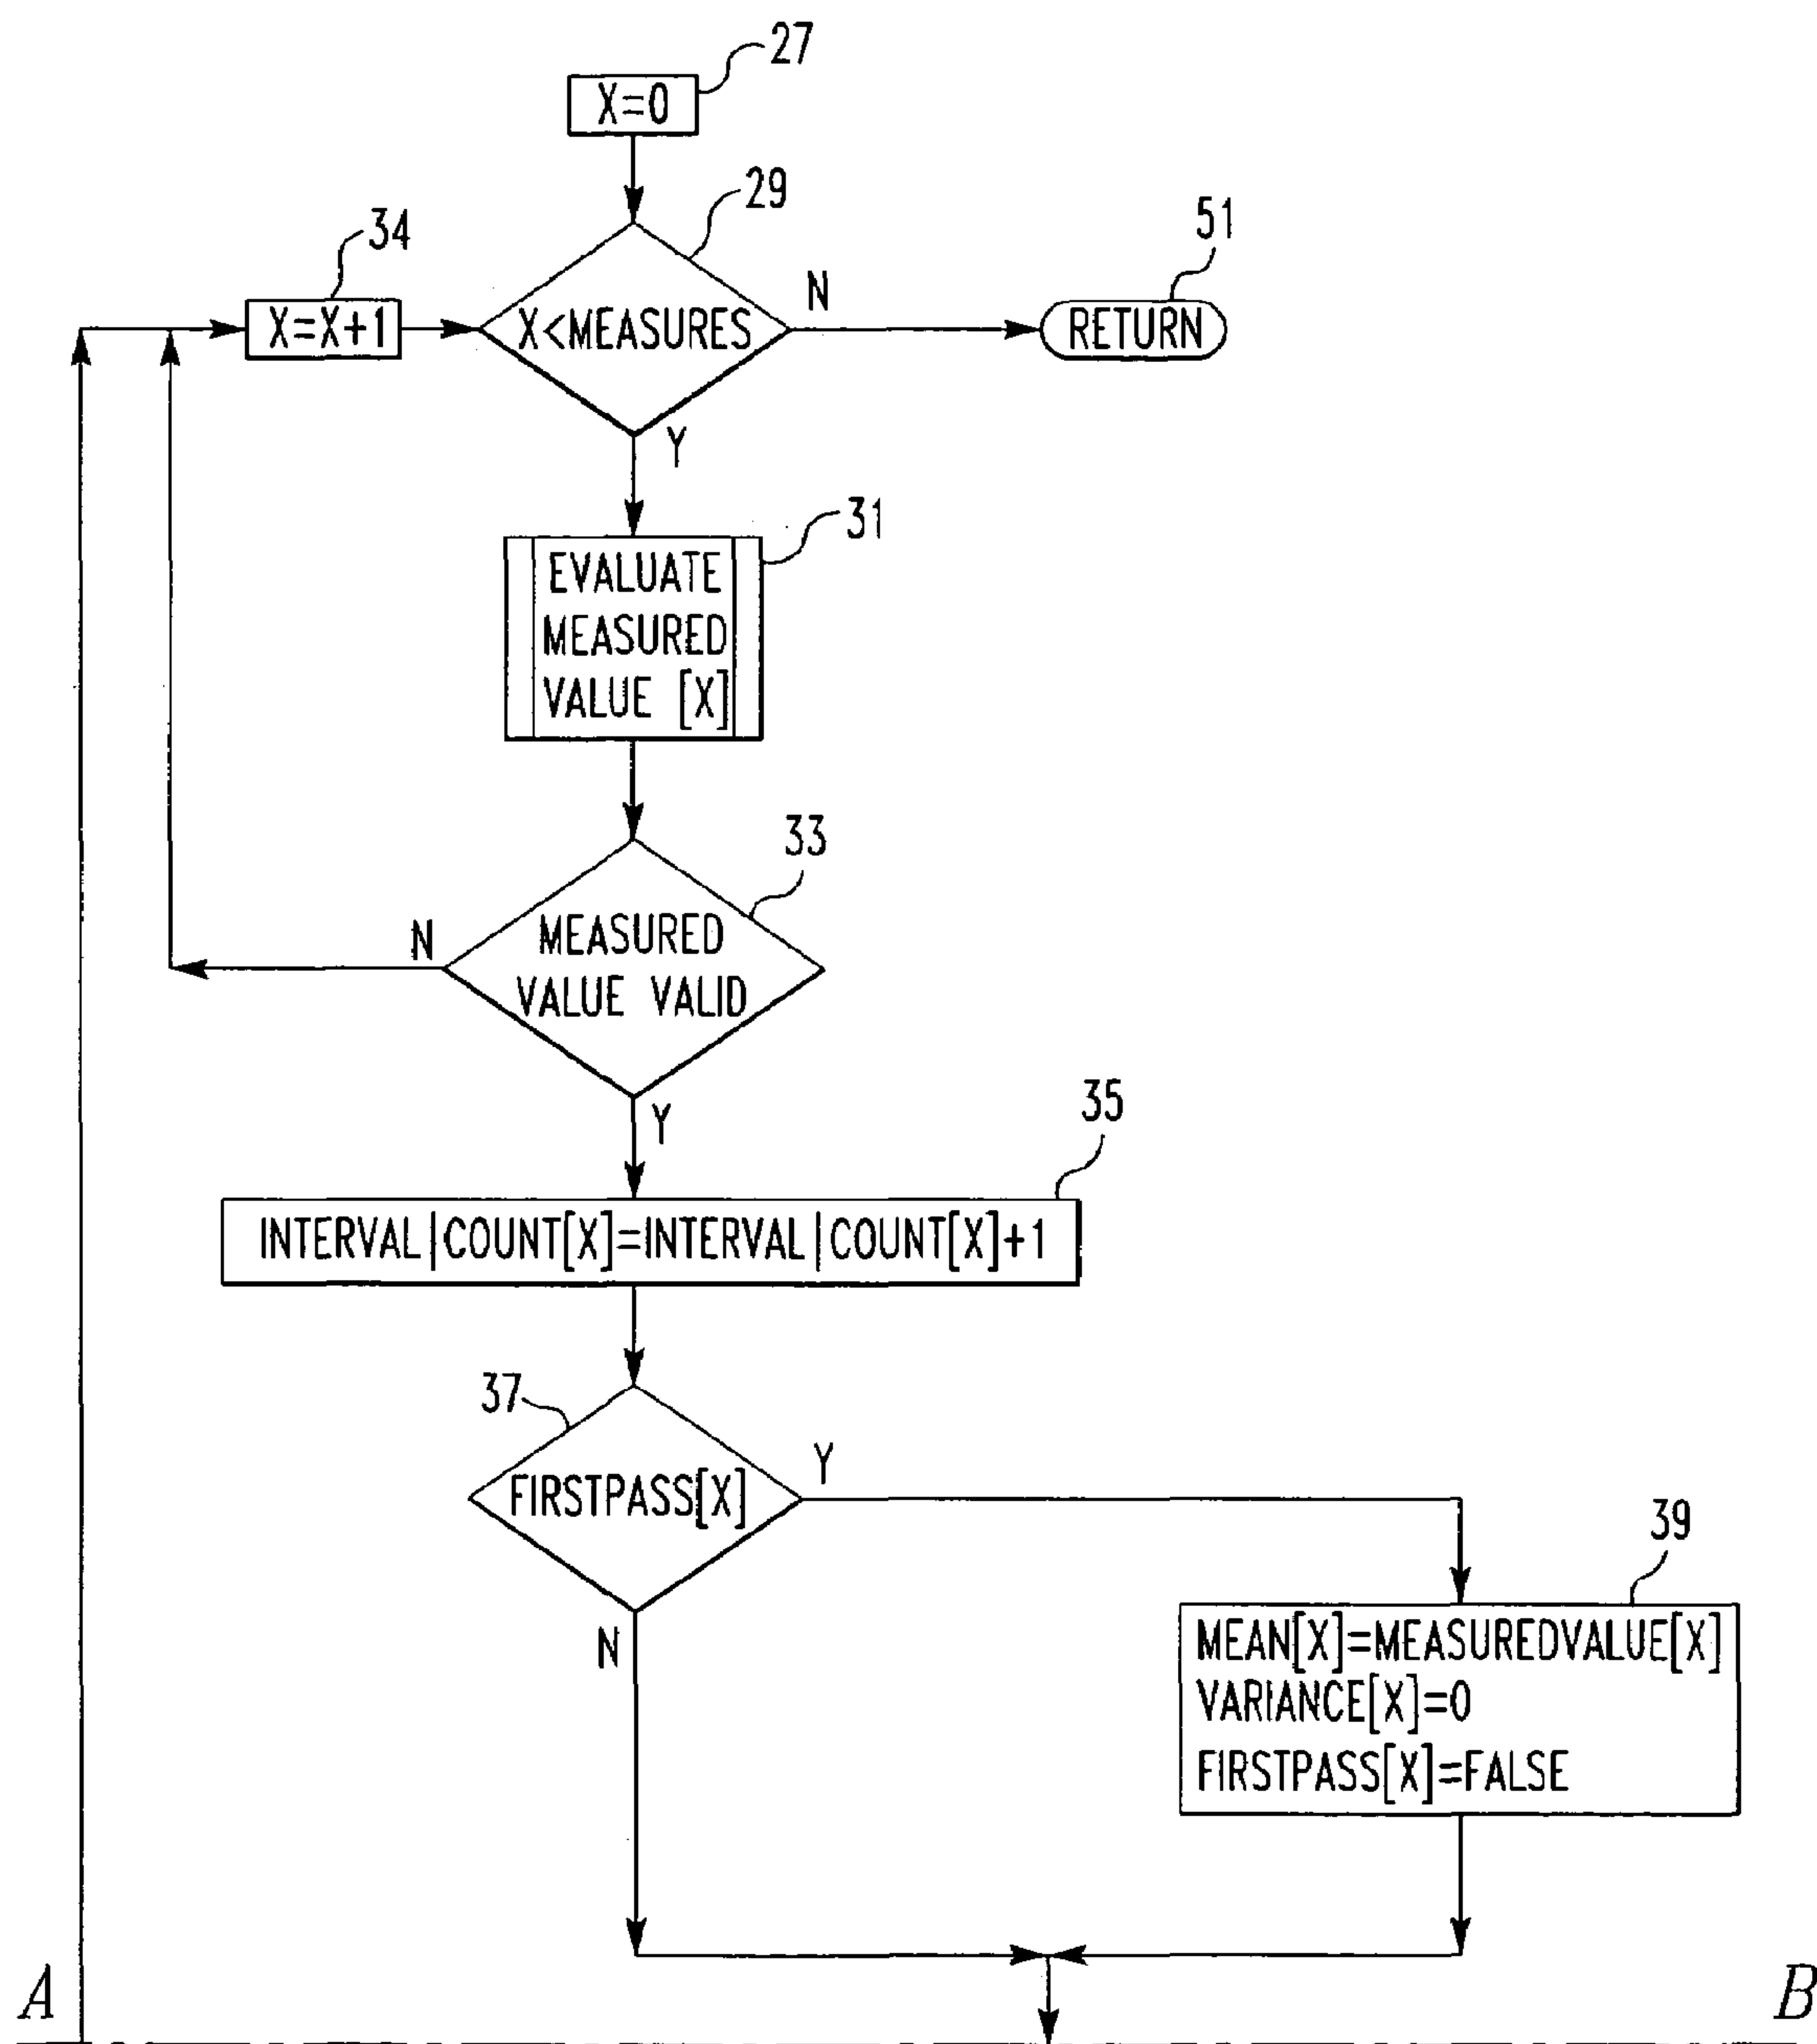 27
X=0
29
34
51
X=X+1
X<MEASURES
N
RETURN
Y
31
EVALUATE
MEASURED
VALUE [X]
33
N
MEASURED
VALUE VALID
Y
35
INTERVAL|COUNT[X]=INTERVAL|COUNT[X]+1
37
FIRSTPASS[X]
Y
39
N
MEAN[X]=MEASUREDVALUE[X]
VARIANCE[X]=0
FIRSTPASS[X]=FALSE
A
B